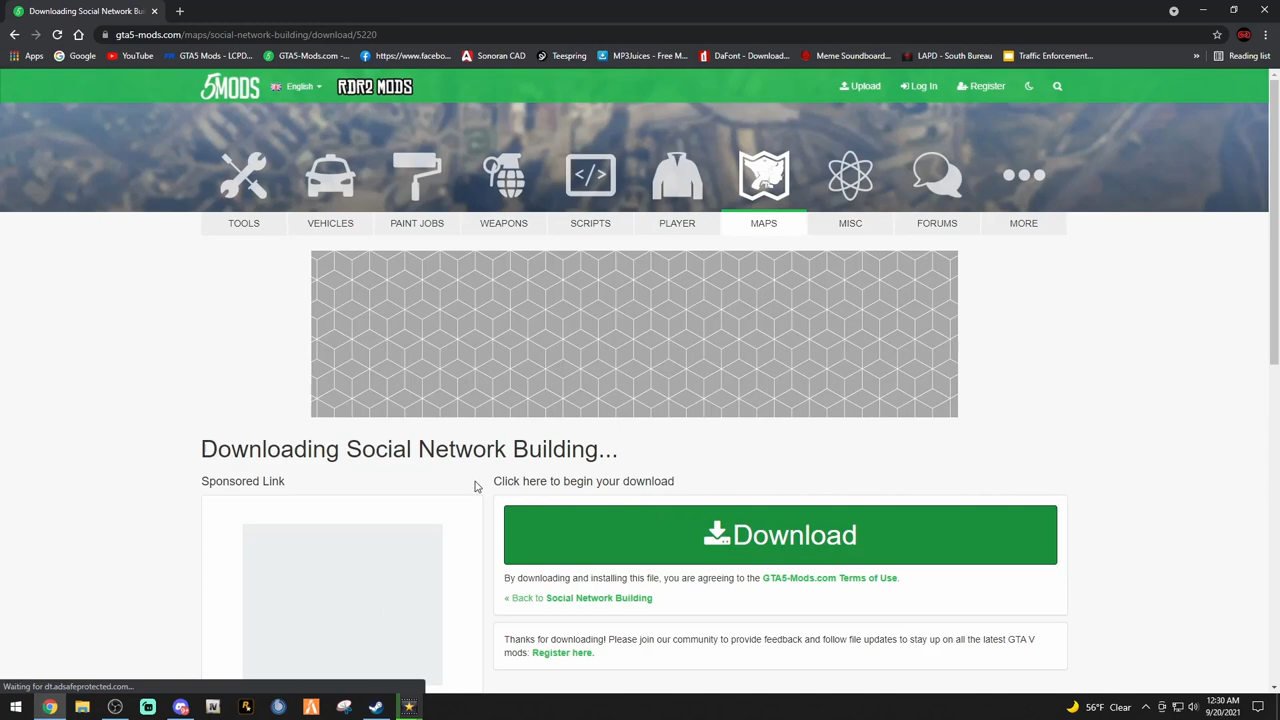 Downloading Social Network Bui
gta5-mods.com/maps/social-network-building/download/5220
Apps
Google
YouTube
GTA5 Mods - LCPD...
GTA5-Mods.com -...
https://www.facebo...
Sonoran CAD
Teespring
MP3Juices - Free M...
DaFont - Download...
Meme Soundboard...
LAPD - South Bureau
Traffic Enforcement...
»
Reading list
5MODS
English
RDR2 MODS
Upload
Log In
Register
TOOLS
VEHICLES
PAINT JOBS
WEAPONS
SCRIPTS
PLAYER
MAPS
MISC
FORUMS
MORE
Downloading Social Network Building...
Sponsored Link
Click here to begin your download
Download
By downloading and installing this file, you are agreeing to the GTA5-Mods.com Terms of Use.
« Back to Social Network Building
Thanks for downloading! Please join our community to provide feedback and follow file updates to stay up on all the latest GTA V
mods: Register here.
Waiting for dt.adsafeprotected.com...
56°F Clear
12:30 AM
9/20/2021